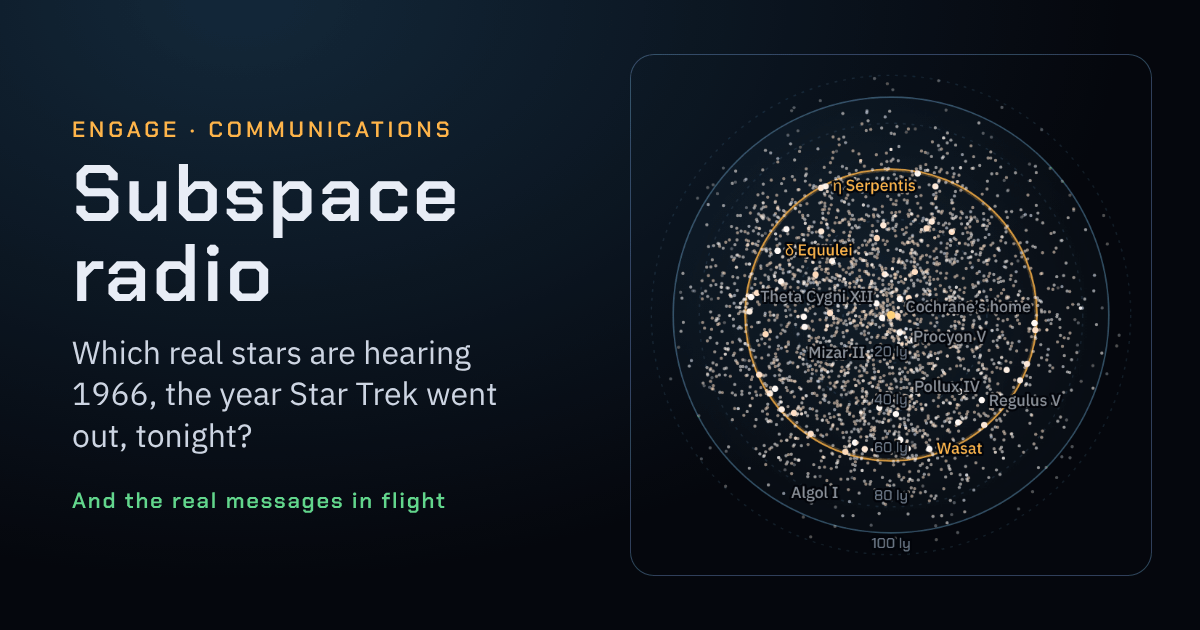 ENGAGE · COMMUNICATIONS
Subspace
radio
Which real stars are hearing
1966, the year Star Trek went
out, tonight?
And the real messages in flight
η Serpentis
δ Equulei
Theta Cygni XII
Cochrane's home
Procyon V
Mizar II
20 ly
Pollux IV
40 ly
Regulus V
60 ly
Wasat
Algol I
80 ly
100 ly